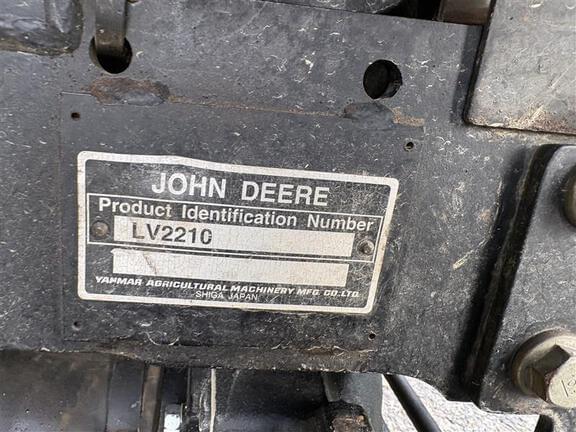 JOHN DEERE
Product Identification Number
LV2210
YANMAR AGRICULTURAL MACHINERY MFG. CO. LTD.
SHIGA JAPAN